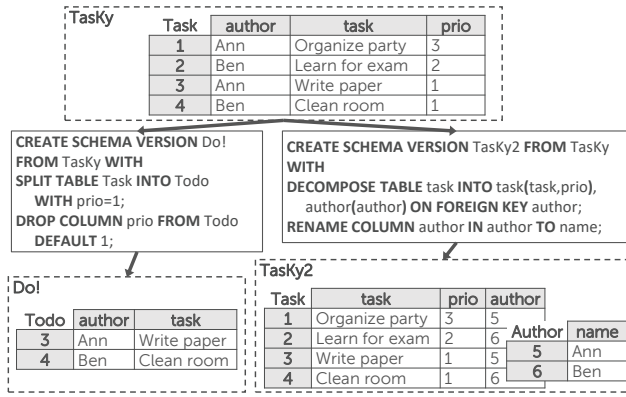 TasKy
Task author task prio
1 Ann Organize party 3
2 Ben Learn for exam 2
3 Ann Write paper 1
4 Ben Clean room 1
CREATE SCHEMA VERSION Do!
FROM TasKy WITH
SPLIT TABLE Task INTO Todo
WITH prio=1;
DROP COLUMN prio FROM Todo
DEFAULT 1;
CREATE SCHEMA VERSION TasKy2 FROM TasKy
WITH
DECOMPOSE TABLE task INTO task(task,prio),
author(author) ON FOREIGN KEY author;
RENAME COLUMN author IN author TO name;
Do!
Todo author task
3 Ann Write paper
4 Ben Clean room
TasKy2
Task task prio author
1 Organize party 3 5
2 Learn for exam 2 6
3 Write paper 1 5
4 Clean room 1 6
Author name
5 Ann
6 Ben